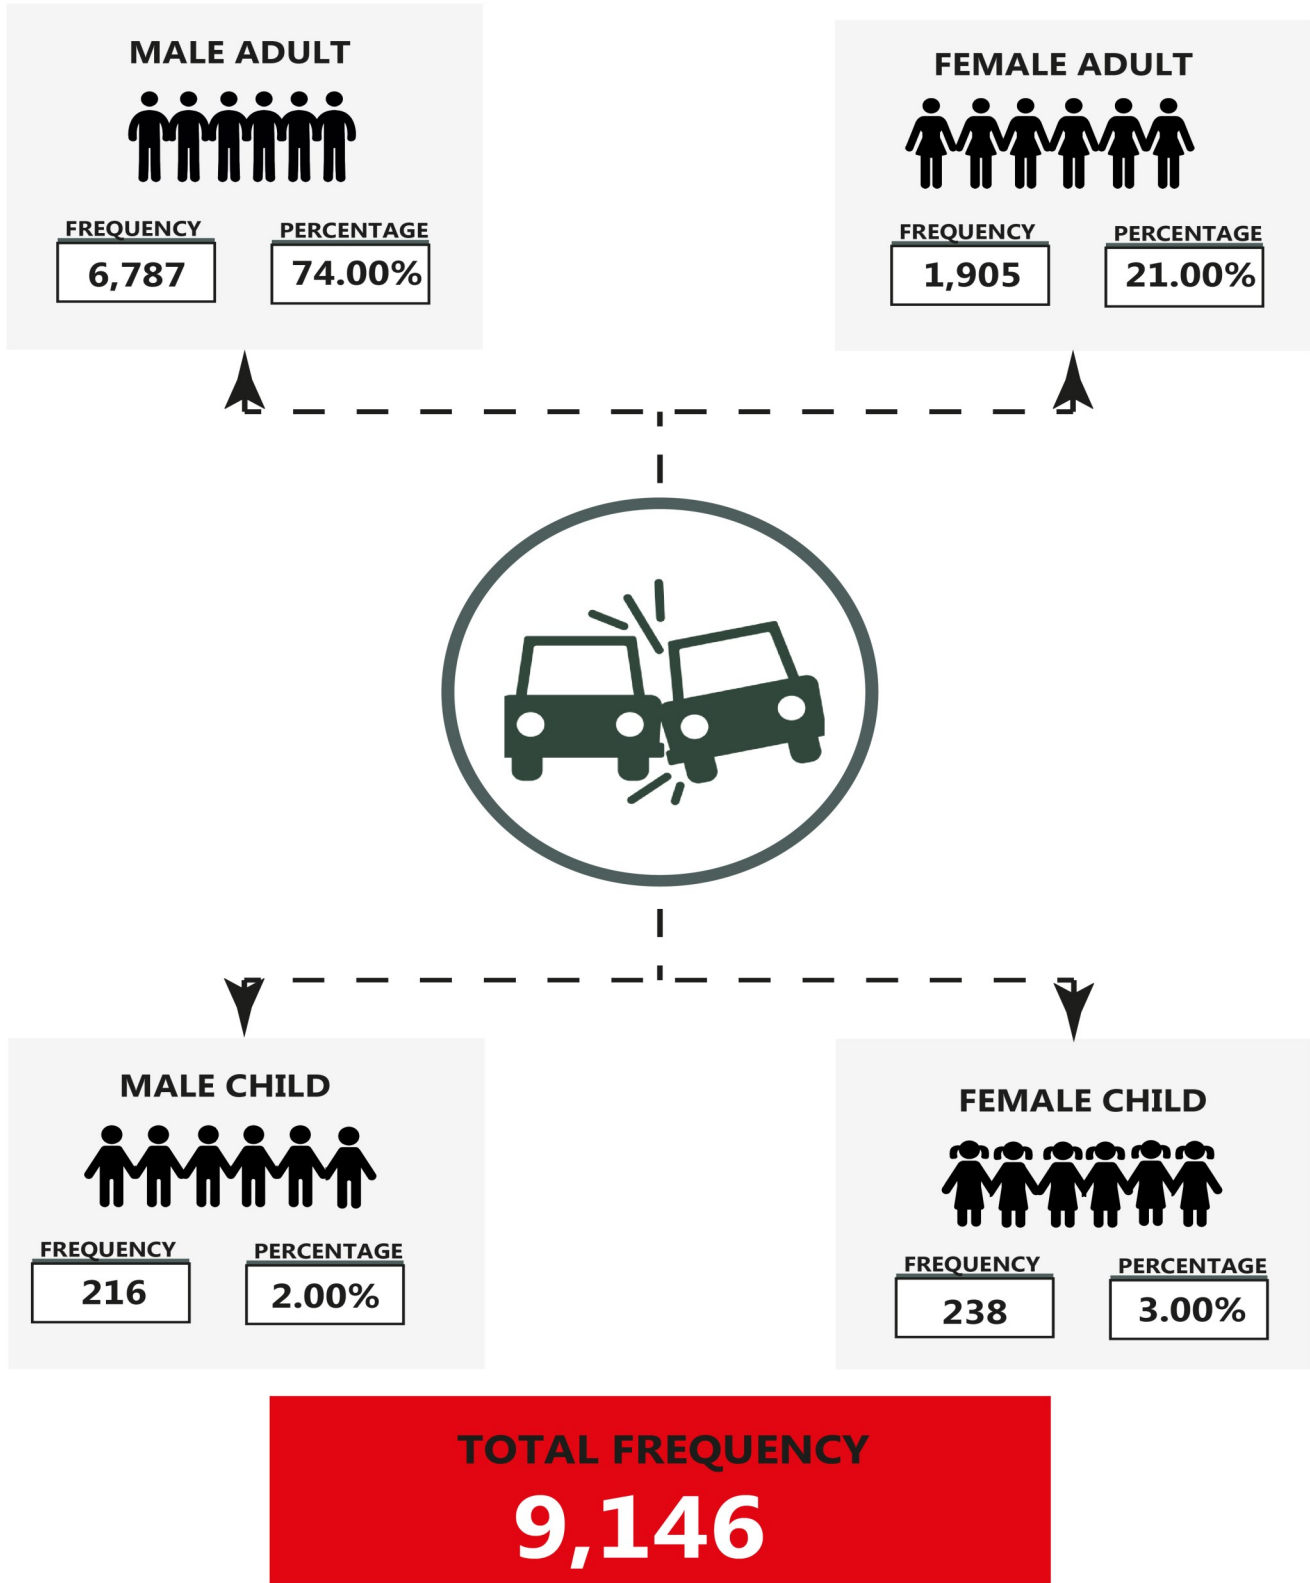 MALE ADULT
FREQUENCY PERCENTAGE
6,787 74.00%
FEMALE ADULT
FREQUENCY PERCENTAGE
1,905 21.00%
MALE CHILD
FREQUENCY PERCENTAGE
216 2.00%
FEMALE CHILD
FREQUENCY PERCENTAGE
238 3.00%
TOTAL FREQUENCY
9,146